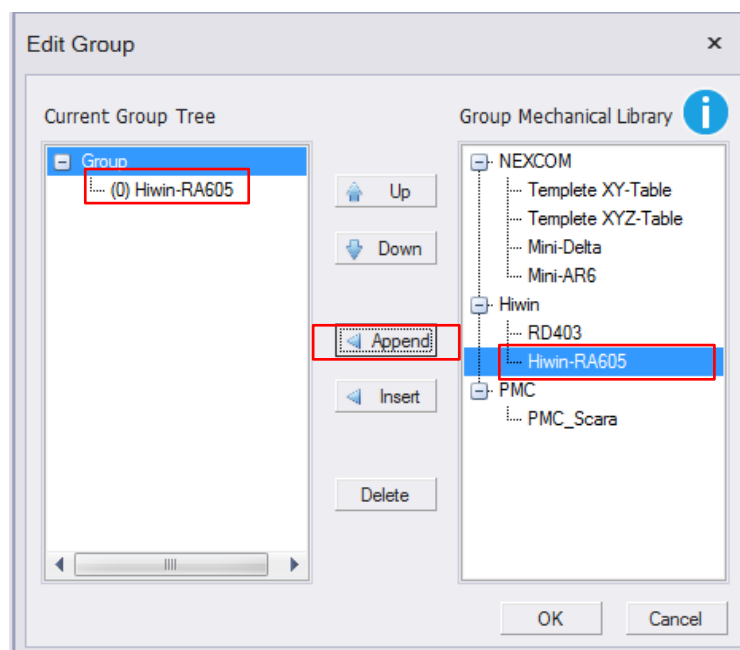 Edit Group
×
Current Group Tree
Group
(0) Hiwin-RA605
Up
Down
Append
Insert
Delete
Group Mechanical Library
i
NEXCOM
Templete XY-Table
Templete XYZ-Table
Mini-Delta
Mini-AR6
Hiwin
RD403
Hiwin-RA605
PMC
PMC_Scara
OK
Cancel